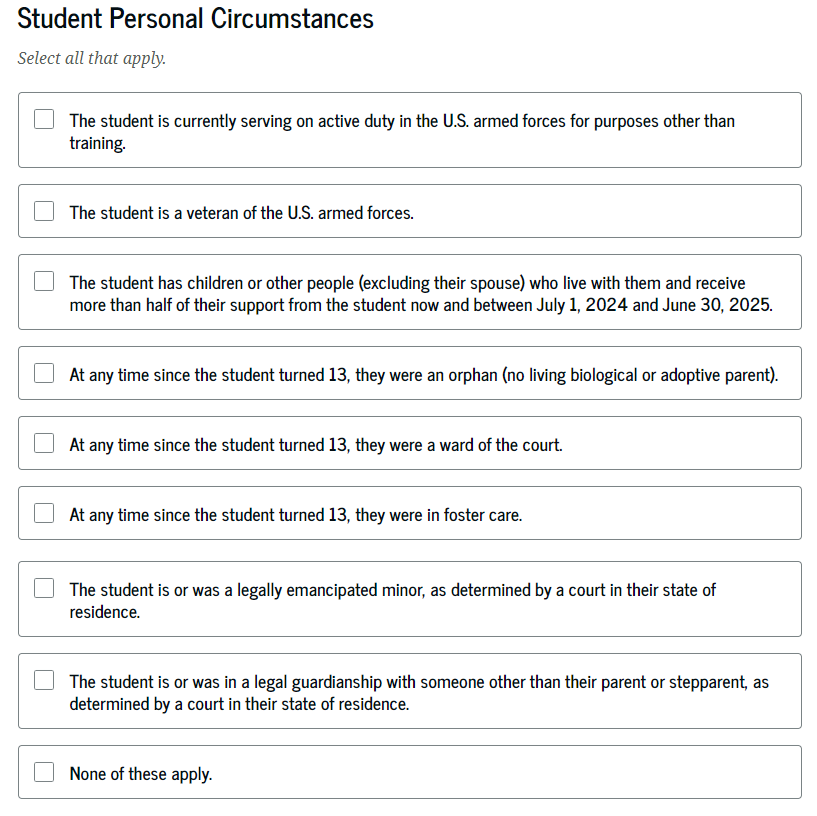 Student Personal Circumstances
Select all that apply.
The student is currently serving on active duty in the U.S. armed forces for purposes other than
training.
The student is a veteran of the U.S. armed forces.
The student has children or other people (excluding their spouse) who live with them and receive
more than half of their support from the student now and between July 1, 2024 and June 30, 2025.
At any time since the student turned 13, they were an orphan (no living biological or adoptive parent).
At any time since the student turned 13, they were a ward of the court.
At any time since the student turned 13, they were in foster care.
The student is or was a legally emancipated minor, as determined by a court in their state of
residence.
The student is or was in a legal guardianship with someone other than their parent or stepparent, as
determined by a court in their state of residence.
None of these apply.